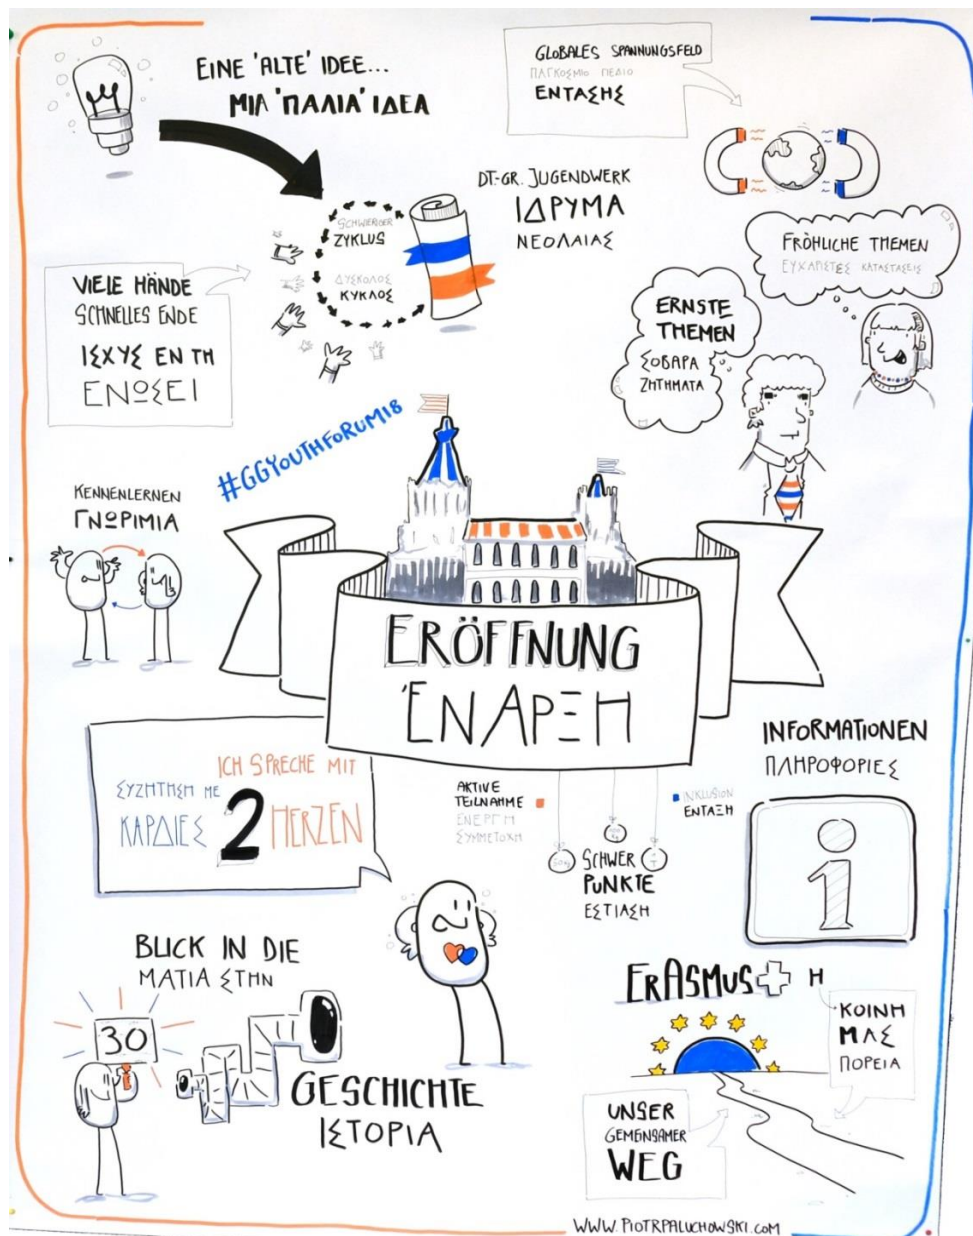 EINE 'ALTE' IDEE...
ΜΙΑ 'ΠΑΛΙΑ' ΙΔΕΑ
GLOBALES SPANNUNGSFELD
ΠΑΓΚΟΣΜΙΟ ΠΕΔΙΟ
ΕΝΤΑΣΗΣ
DT.-GR. JUGENDWERK
ΙΔΡΥΜΑ
ΝΕΟΛΑΙΑΣ
SCHWIERIGER
ZYKLUS
ΔΥΣΚΟΛΟΣ
ΚΥΚΛΟΣ
VIELE HÄNDE
SCHNELLES ENDE
ΙΣΧΥΣ ΕΝ ΤΗ
ΕΝΩΣΕΙ
FRÖHLICHE THEMEN
ΕΥΧΑΡΙΣΤΕΣ ΚΑΤΑΣΤΑΣΕΙΣ
ERNSTE
THEMEN
ΣΟΒΑΡΑ
ΖΗΤΗΜΑΤΑ
#GGYOUTHFORUM18
KENNENLERNEN
ΓΝΩΡΙΜΙΑ
ERÖFFNUNG
ΈΝΑΡΞΗ
ICH SPRECHE MIT
ΣΥΖΗΤΗΣΗ ΜΕ
ΚΑΡΔΙΕΣ 2 HERZEN
AKTIVE
TEILNAHME
ΕΝΕΡΓΗ
ΣΥΜΜΕΤΟΧΗ
INKLUSION
ΕΝΤΑΞΗ
50KG
SCHWER
PUNKTE
ΕΣΤΙΑΣΗ
INFORMATIONEN
ΠΛΗΡΟΦΟΡΙΕΣ
i
BLICK IN DIE
ΜΑΤΙΑ ΣΤΗΝ
30
GESCHICHTE
ΙΣΤΟΡΙΑ
ERASMUS+ Η
ΚΟΙΝΗ
ΜΑΣ
ΠΟΡΕΙΑ
UNSER
GEMEINSAMER
WEG
WWW.PIOTRPALUCHOWSKI.COM